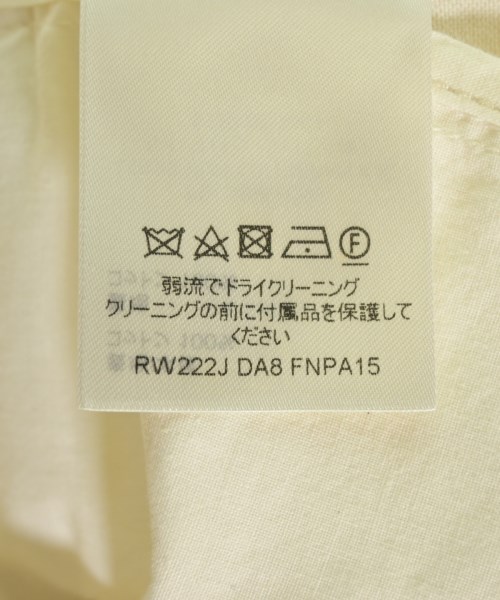 F
弱流でドライクリーニング
クリーニングの前に付属品を保護して
ください
RW222J DA8 FNPA15